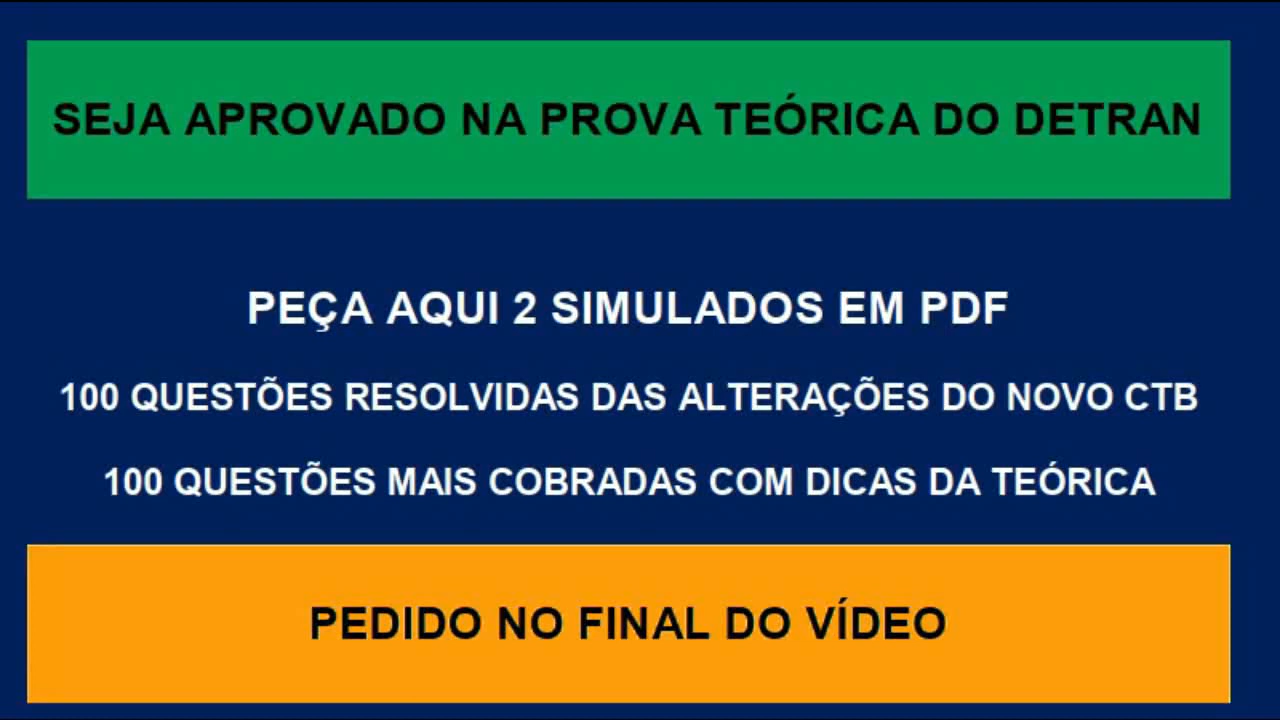 SEJA APROVADO NA PROVA TEÓRICA DO DETRAN
PEÇA AQUI 2 SIMULADOS EM PDF
100 QUESTÕES RESOLVIDAS DAS ALTERAÇÕES DO NOVO CTB
100 QUESTÕES MAIS COBRADAS COM DICAS DA TEÓRICA
PEDIDO NO FINAL DO VÍDEO